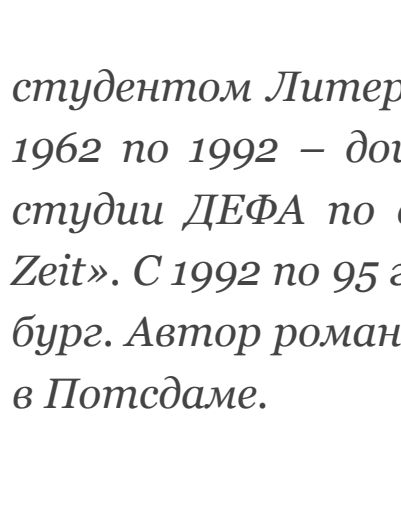 студентом
1962 по 1992 –
студии ДЕФА по
Zeit». С 1992 по 95
бург. Автор
в Потсдаме.